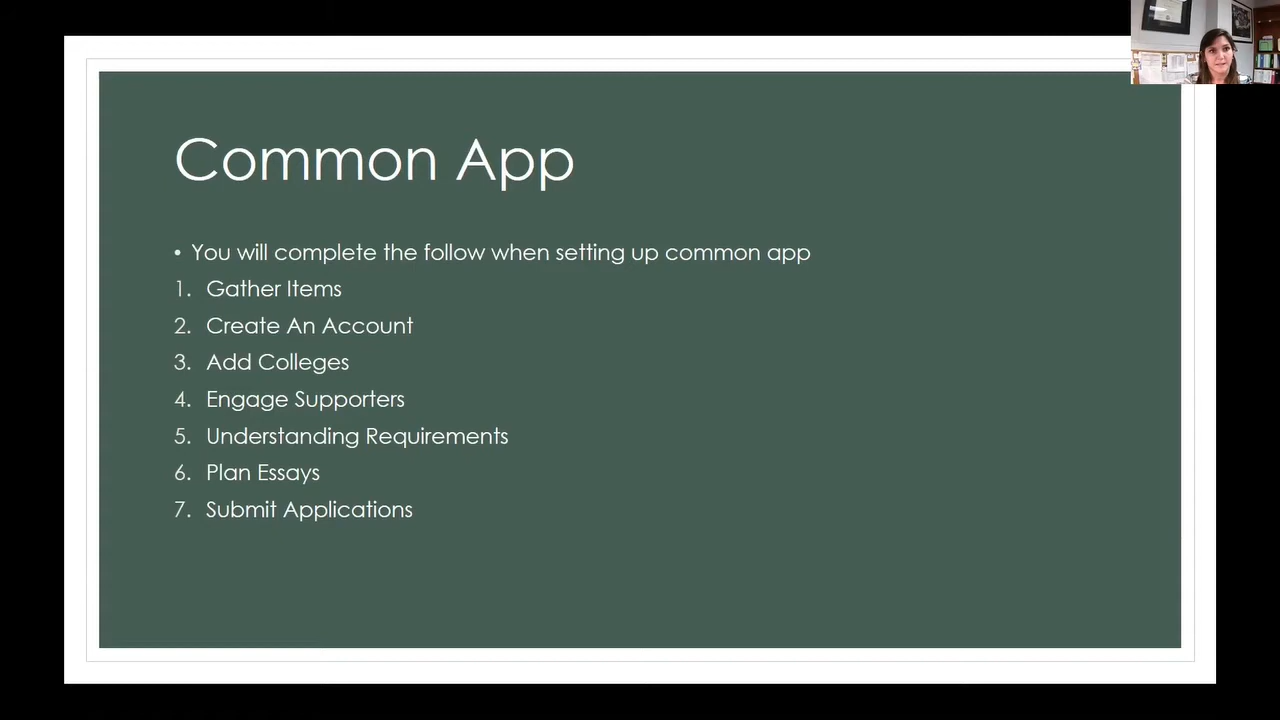 Common App
• You will complete the follow when setting up common app
1. Gather Items
2. Create An Account
3. Add Colleges
4. Engage Supporters
5. Understanding Requirements
6. Plan Essays
7. Submit Applications